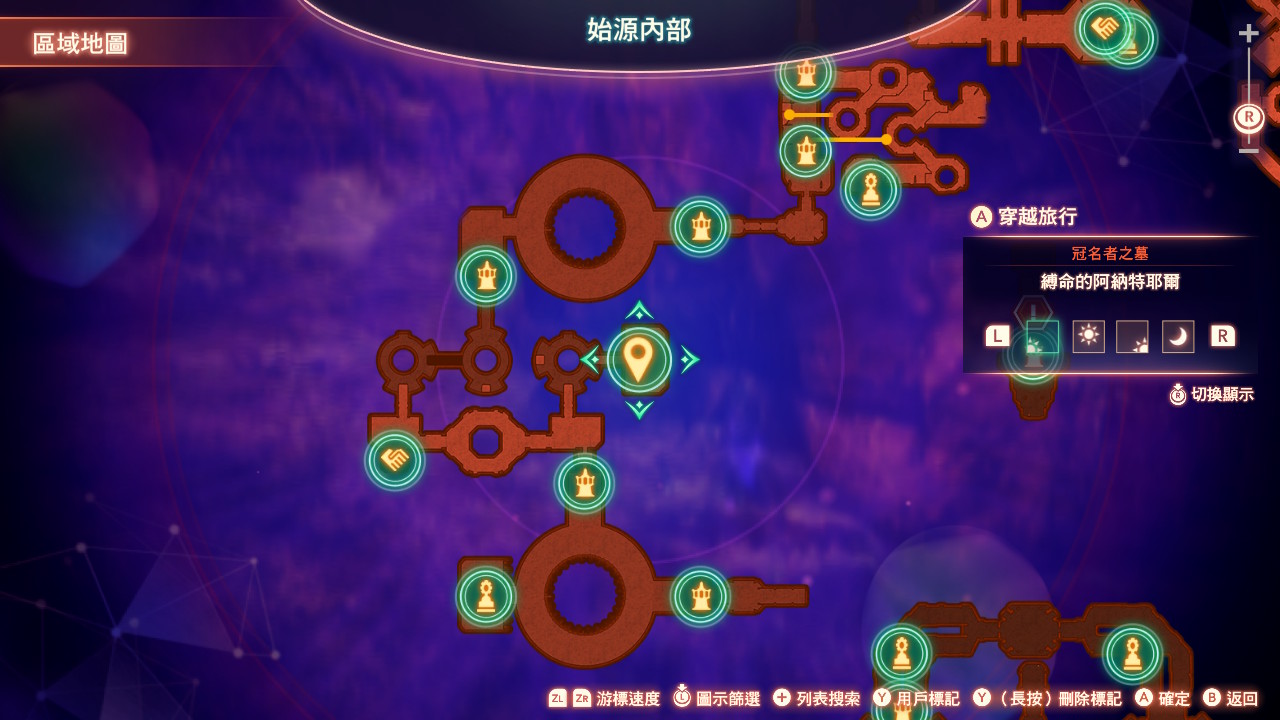 始源內部
區域地圖
R
A 穿越旅行
冠名者之墓
縛命的阿納特耶爾
L R
R 切換顯示
ZL ZR 游標速度 L 圖示篩選 + 列表搜索 Y 用戶標記 Y（長按）刪除標記 A 確定 B 返回